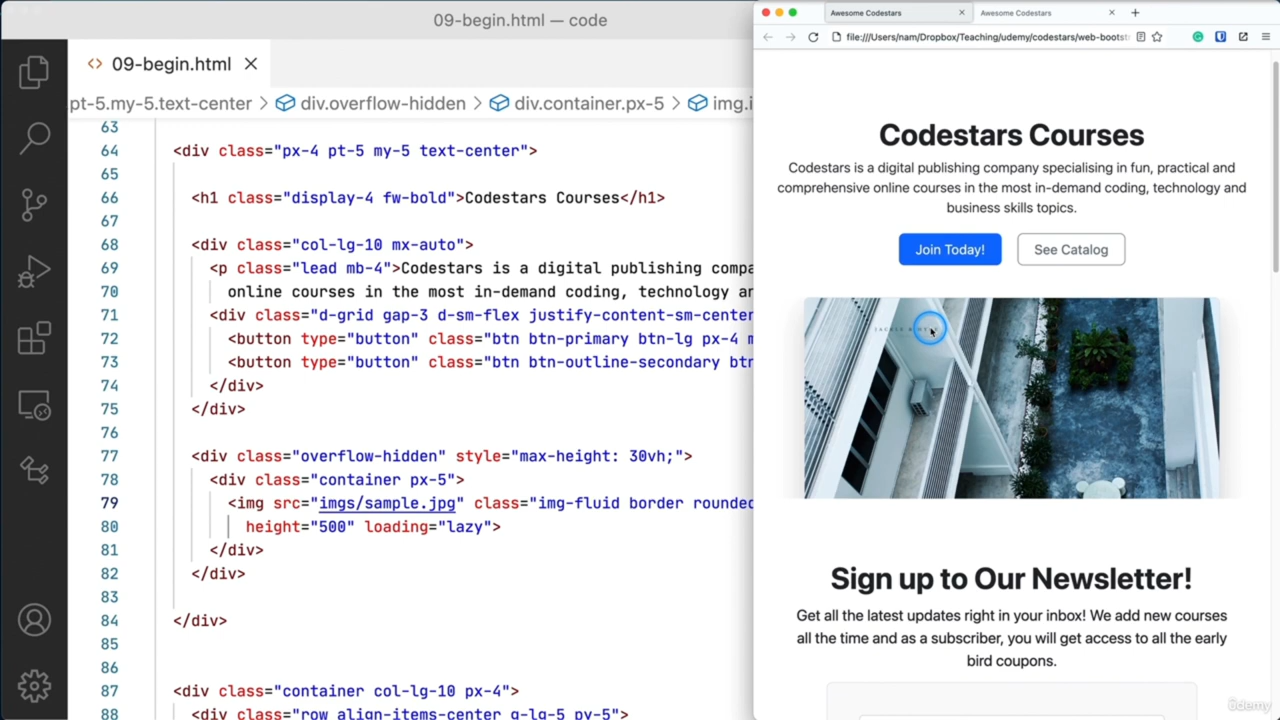 09-begin.html — code
09-begin.html
pt-5.my-5.text-center > div.overflow-hidden > div.container.px-5 > img.i
63
64 <div class="px-4 pt-5 my-5 text-center">
65
66 <h1 class="display-4 fw-bold">Codestars Courses</h1>
67
68 <div class="col-lg-10 mx-auto">
69 <p class="lead mb-4">Codestars is a digital publishing compa
70 online courses in the most in-demand coding, technology an
71 <div class="d-grid gap-3 d-sm-flex justify-content-sm-center
72 <button type="button" class="btn btn-primary btn-lg px-4 m
73 <button type="button" class="btn btn-outline-secondary btn
74 </div>
75 </div>
76
77 <div class="overflow-hidden" style="max-height: 30vh;">
78 <div class="container px-5">
79 <img src="imgs/sample.jpg" class="img-fluid border rounded
80 height="500" loading="lazy">
81 </div>
82 </div>
83
84 </div>
85
86
87 <div class="container col-lg-10 px-4">
88 <div class="row align-items-center g-lg-5 py-5">
Awesome Codestars
Awesome Codestars
file:///Users/nam/Dropbox/Teaching/udemy/codestars/web-bootst
Codestars Courses
Codestars is a digital publishing company specialising in fun, practical and
comprehensive online courses in the most in-demand coding, technology and
business skills topics.
Join Today!
See Catalog
Sign up to Our Newsletter!
Get all the latest updates right in your inbox! We add new courses
all the time and as a subscriber, you will get access to all the early
bird coupons.
ûdemy